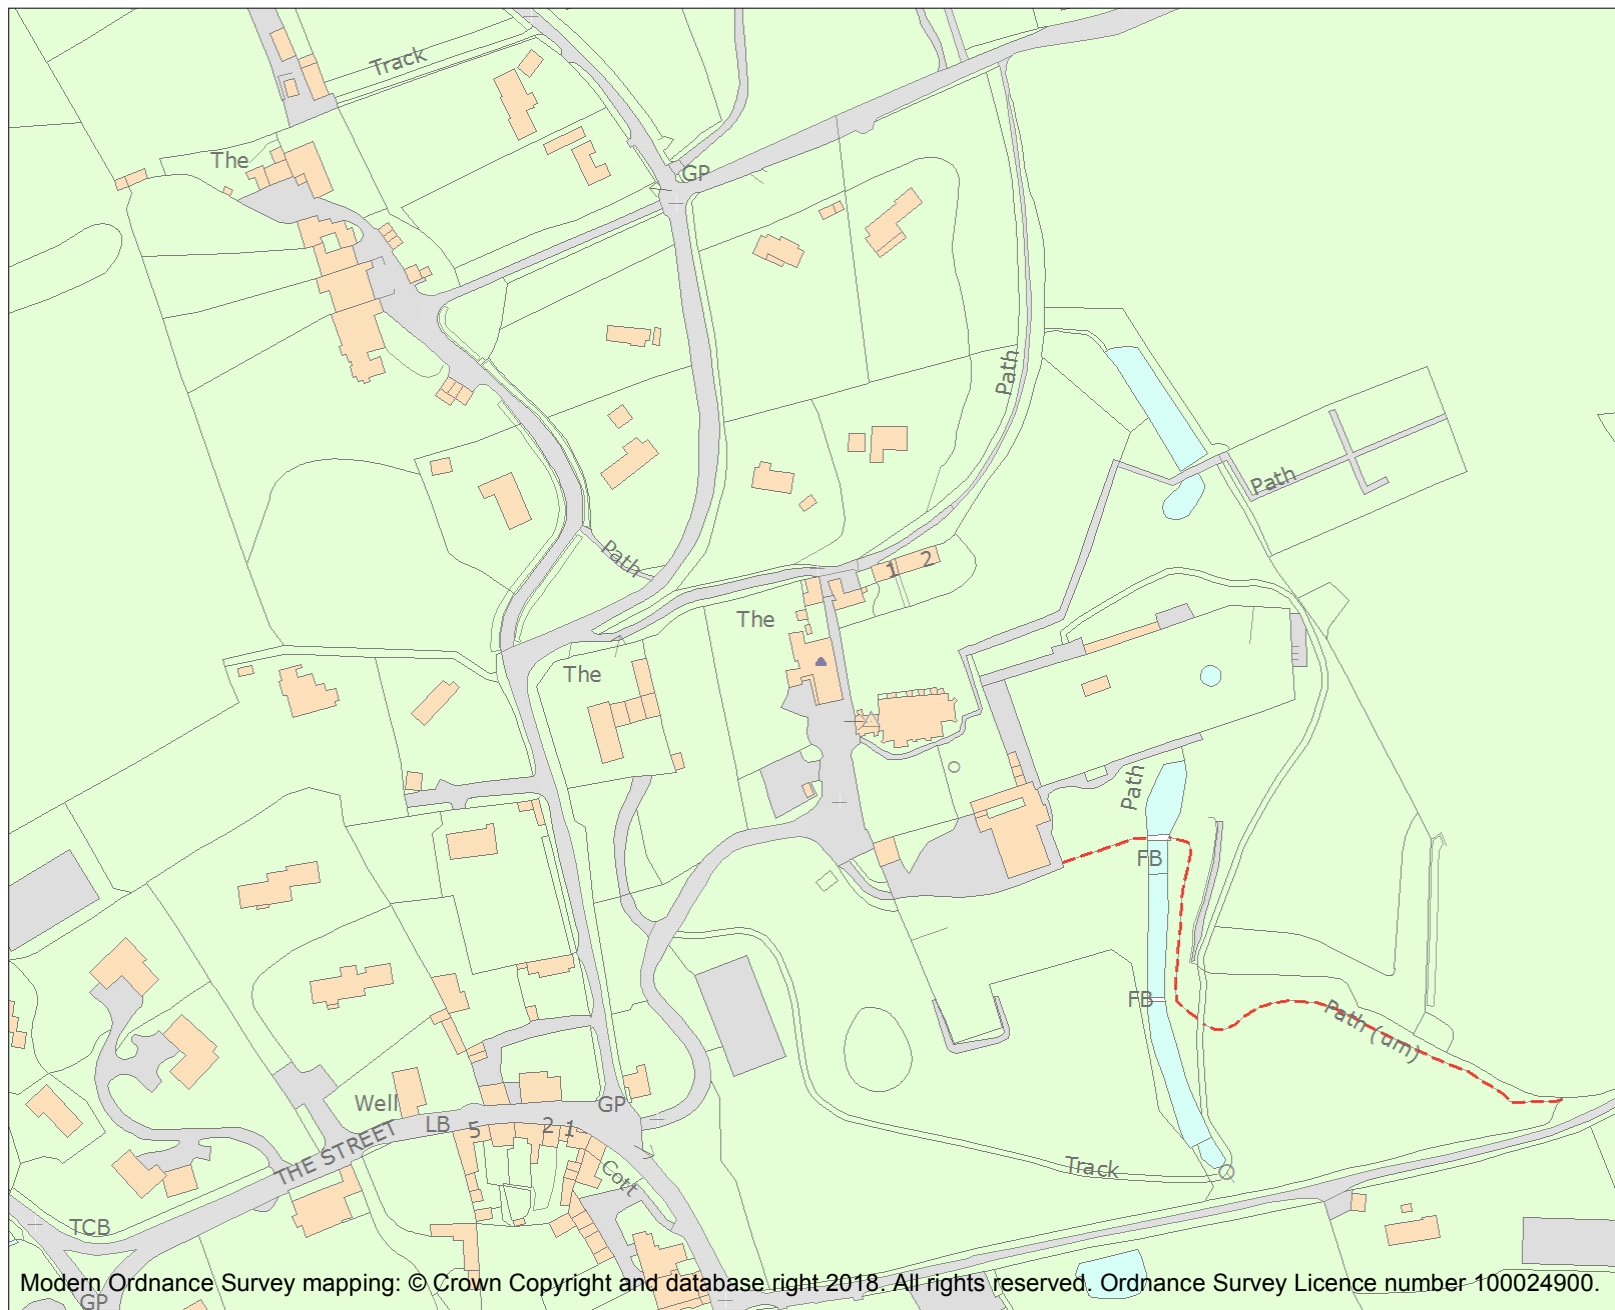 Track
The
GP
Path
Path
Path
1 2
The
The
Path
FB
FB
Path (um)
Well
GP
LB
5
2 1
THE STREET
Cott
Track
TCB
GP
Modern Ordnance Survey mapping: © Crown Copyright and database right 2018. All rights reserved. Ordnance Survey Licence number 100024900.